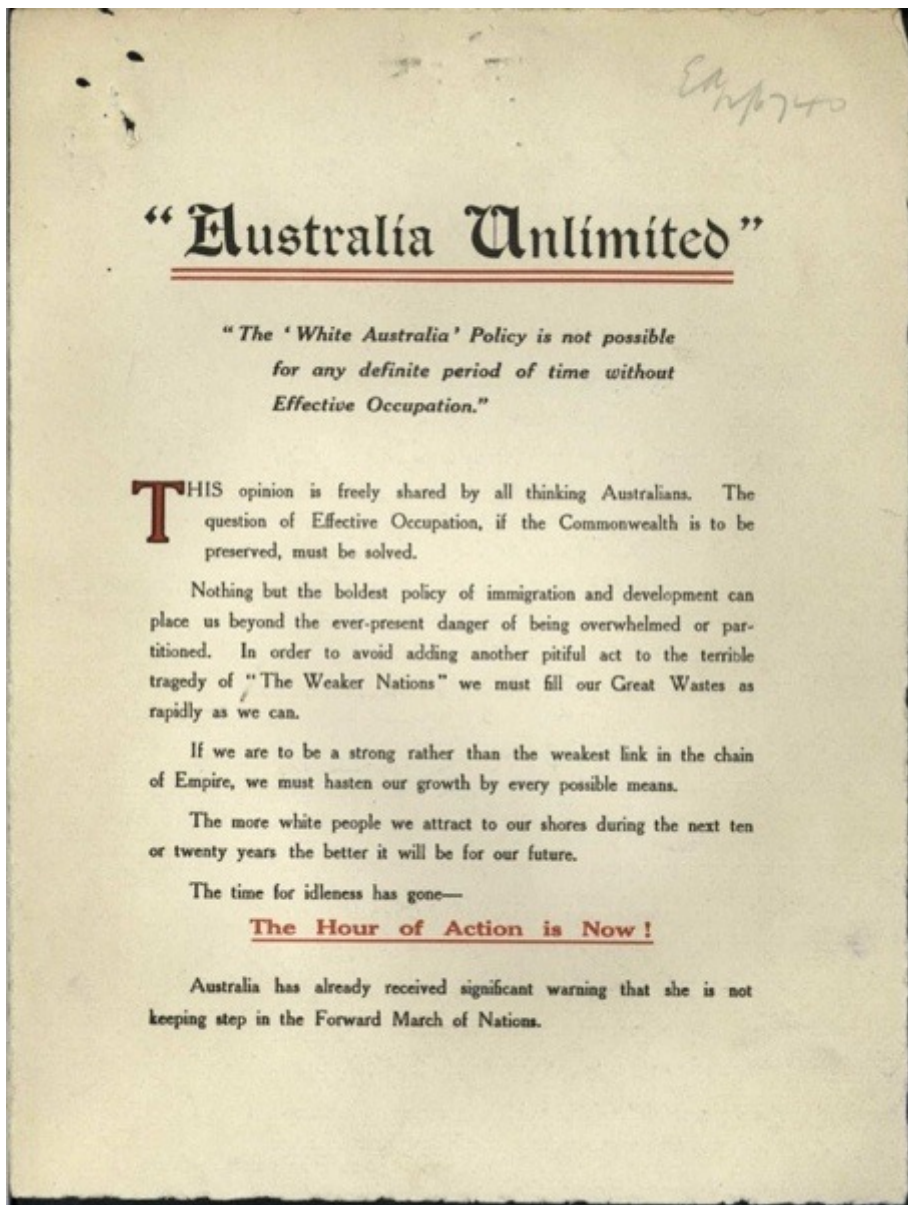 "Australia Unlimited"
"The 'White Australia' Policy is not possible
for any definite period of time without
Effective Occupation."
THIS opinion is freely shared by all thinking Australians. The
question of Effective Occupation, if the Commonwealth is to be
preserved, must be solved.
Nothing but the boldest policy of immigration and development can
place us beyond the ever-present danger of being overwhelmed or par-
titioned. In order to avoid adding another pitiful act to the terrible
tragedy of "The Weaker Nations" we must fill our Great Wastes as
rapidly as we can.
If we are to be a strong rather than the weakest link in the chain
of Empire, we must hasten our growth by every possible means.
The more white people we attract to our shores during the next ten
or twenty years the better it will be for our future.
The time for idleness has gone—
The Hour of Action is Now !
Australia has already received significant warning that she is not
keeping step in the Forward March of Nations.